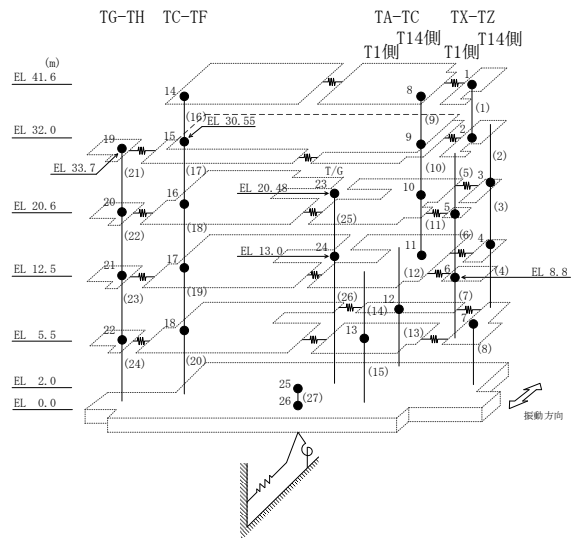 TG-TH TC-TF TA-TC TX-TZ
T14側 T14側
T1側 T1側
(m)
EL 41.6
14 8 1
(16) (9) (1)
EL 32.0
19 15 EL 30.55 9 2
EL 33.7 (21) (17) (10) (2)
T/G
EL 20.6
20 16 EL 20.48 23 10 (5) 3
(22) (18) (25) (11) 5 (3)
EL 12.5
21 17 EL 13.0 24 11 (6) 4
(23) (19) (12) 6 (4) EL 8.8
EL 5.5
22 18 (26) (14) 12 (7)
(24) (20) 13 (13) 7 (8)
(15)
EL 2.0
25
EL 0.0
26 (27)
振動方向